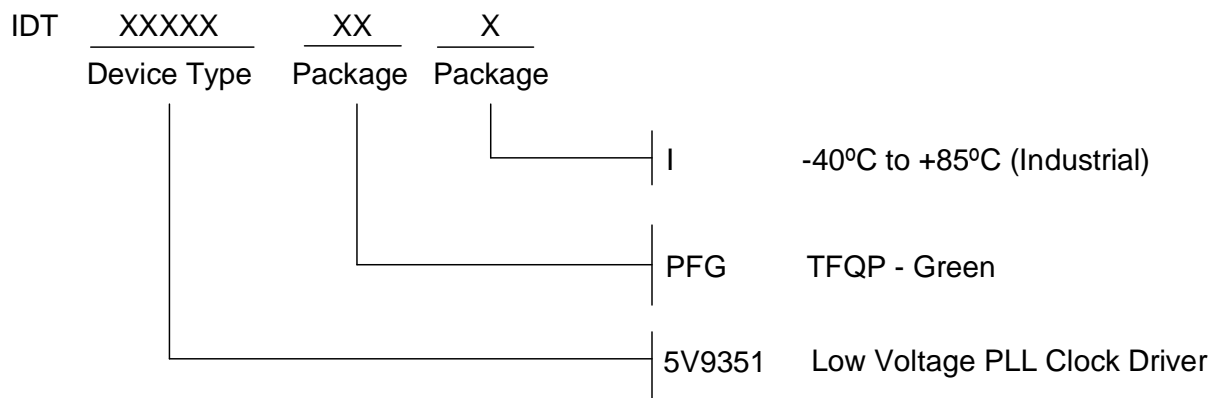 IDT XXXXX XX X
Device Type Package Package
I -40ºC to +85ºC (Industrial)
PFG TFQP - Green
5V9351 Low Voltage PLL Clock Driver